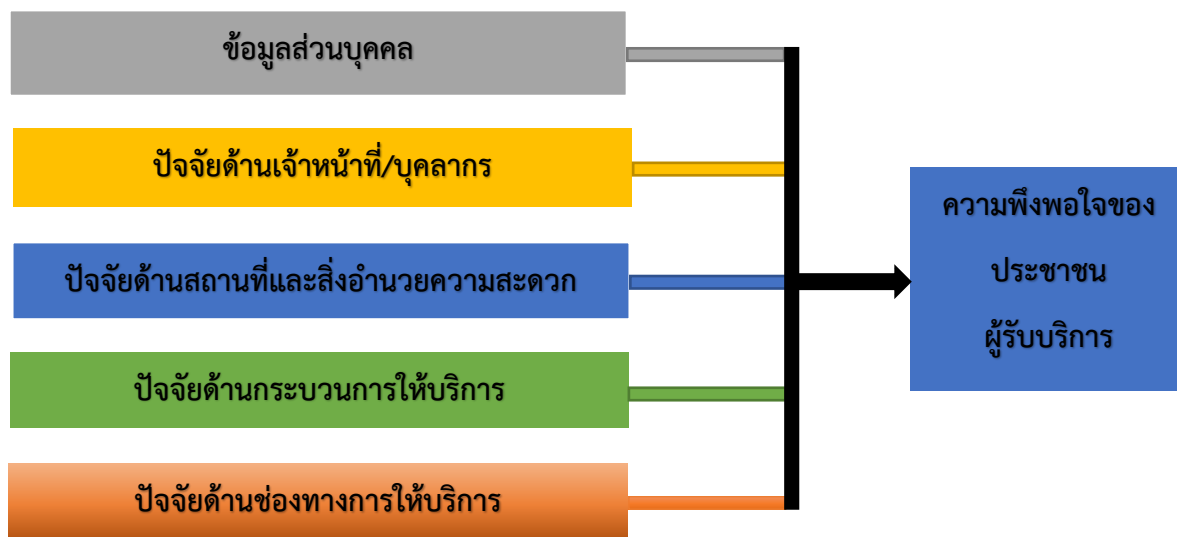 ข้อมูลส่วนบุคคล
ปัจจัยด้านเจ้าหน้าที่/บุคลากร
ปัจจัยด้านสถานที่และสิ่งอำนวยความสะดวก
ปัจจัยด้านกระบวนการให้บริการ
ปัจจัยด้านช่องทางการให้บริการ
ความพึงพอใจของ
ประชาชน
ผู้รับบริการ